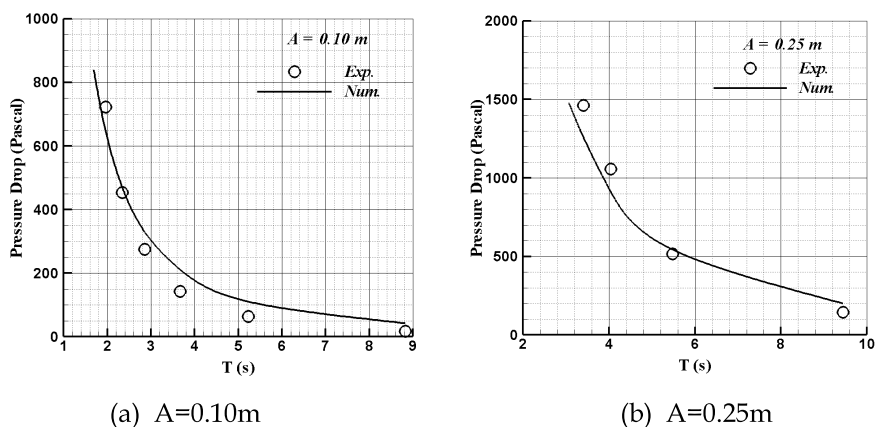 1000
800
600
400
200
0
Pressure Drop (Pascal)
A = 0.10 m
Exp.
Num.
1 2 3 4 5 6 7 8 9
T (s)
(a) A=0.10m
2000
1500
1000
500
0
Pressure Drop (Pascal)
A = 0.25 m
Exp.
Num.
2 4 6 8 10
T (s)
(b) A=0.25m